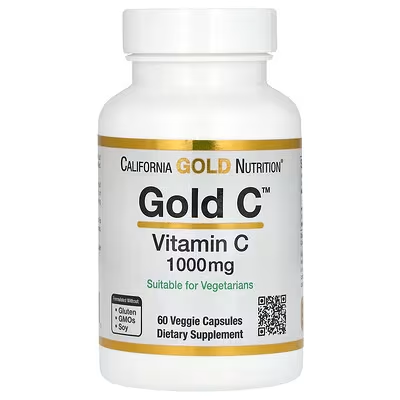 CALIFORNIA GOLD NUTRITION®
Gold C™
Vitamin C
1000mg
Suitable for Vegetarians
Formulated Without:
• Gluten
• GMOs
• Soy
60 Veggie Capsules
Dietary Supplement